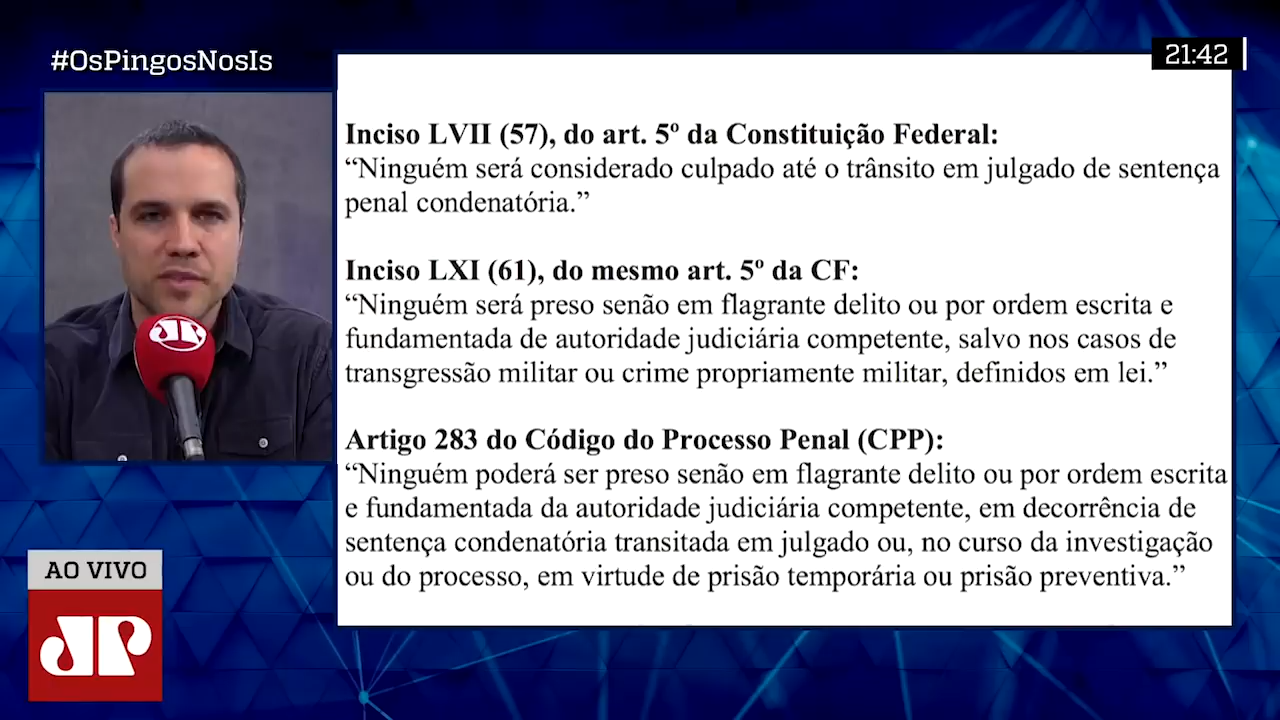 #OsPingosNosIs
21:42
Inciso LVII (57), do art. 5º da Constituição Federal:
“Ninguém será considerado culpado até o trânsito em julgado de sentença
penal condenatória.”
Inciso LXI (61), do mesmo art. 5º da CF:
“Ninguém será preso senão em flagrante delito ou por ordem escrita e
fundamentada de autoridade judiciária competente, salvo nos casos de
transgressão militar ou crime propriamente militar, definidos em lei.”
Artigo 283 do Código do Processo Penal (CPP):
“Ninguém poderá ser preso senão em flagrante delito ou por ordem escrita
e fundamentada da autoridade judiciária competente, em decorrência de
sentença condenatória transitada em julgado ou, no curso da investigação
ou do processo, em virtude de prisão temporária ou prisão preventiva.”
JP
AO VIVO
JP